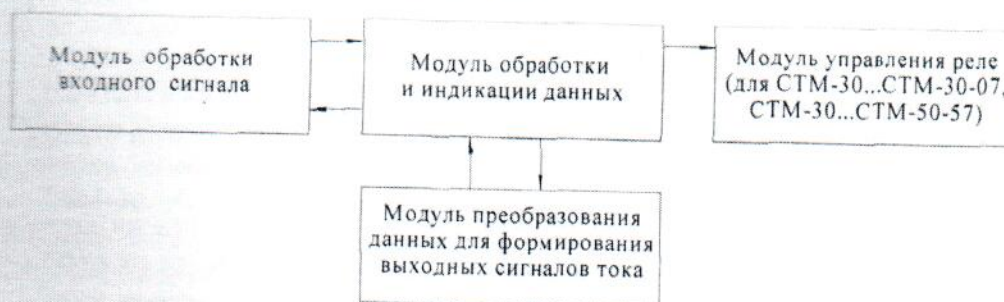 Модуль обработки
входного сигнала
Модуль обработки
и индикации данных
Модуль управления реле
(для СТМ-30...СТМ-30-07,
СТМ-30...СТМ-50-57)
Модуль преобразования
данных для формирования
выходных сигналов тока